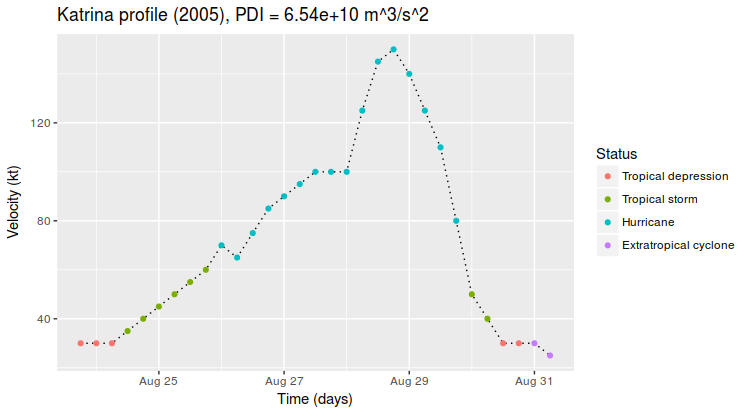 Katrina profile (2005), PDI = 6.54e+10 m^3/s^2
Velocity (kt)
120
80
40
Aug 25
Aug 27
Aug 29
Aug 31
Time (days)
Status
Tropical depression
Tropical storm
Hurricane
Extratropical cyclone